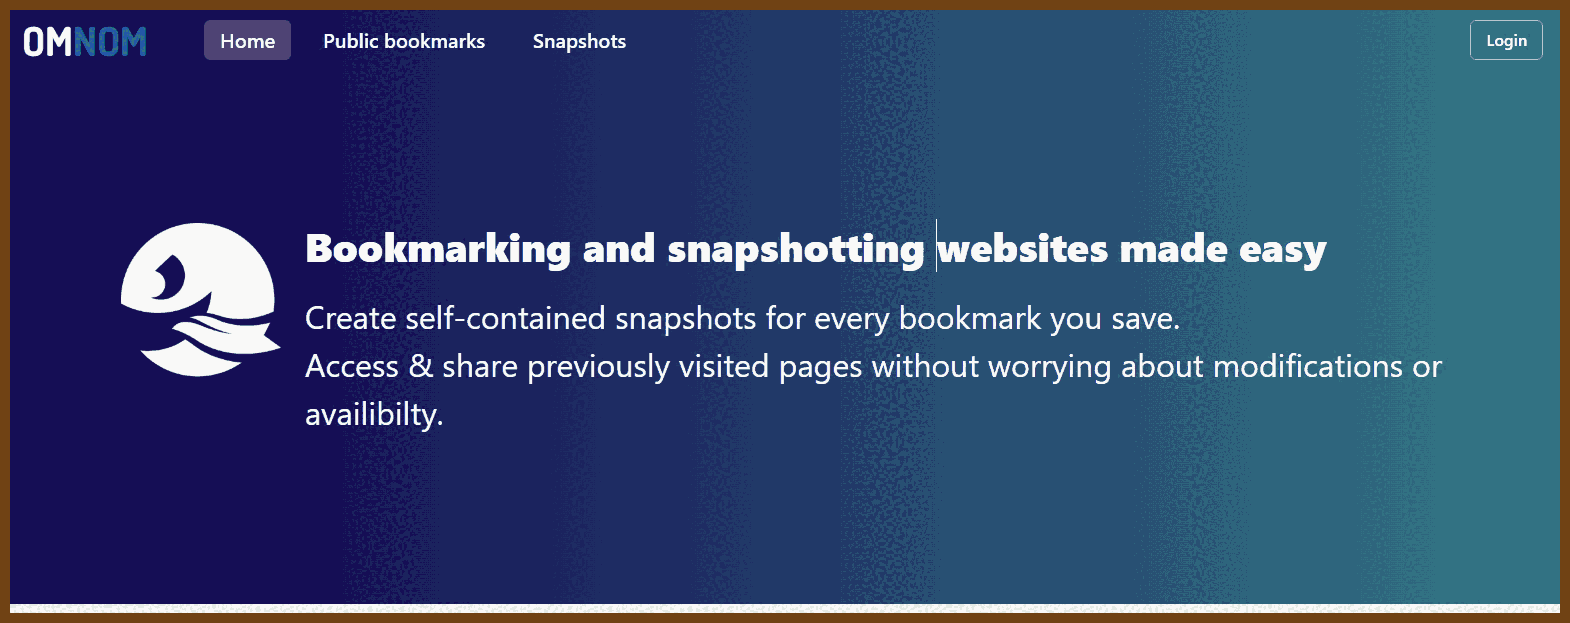 OMNOM Home Public bookmarks Snapshots Login
Bookmarking and snapshotting websites made easy
Create self-contained snapshots for every bookmark you save.
Access & share previously visited pages without worrying about modifications or
availibilty.